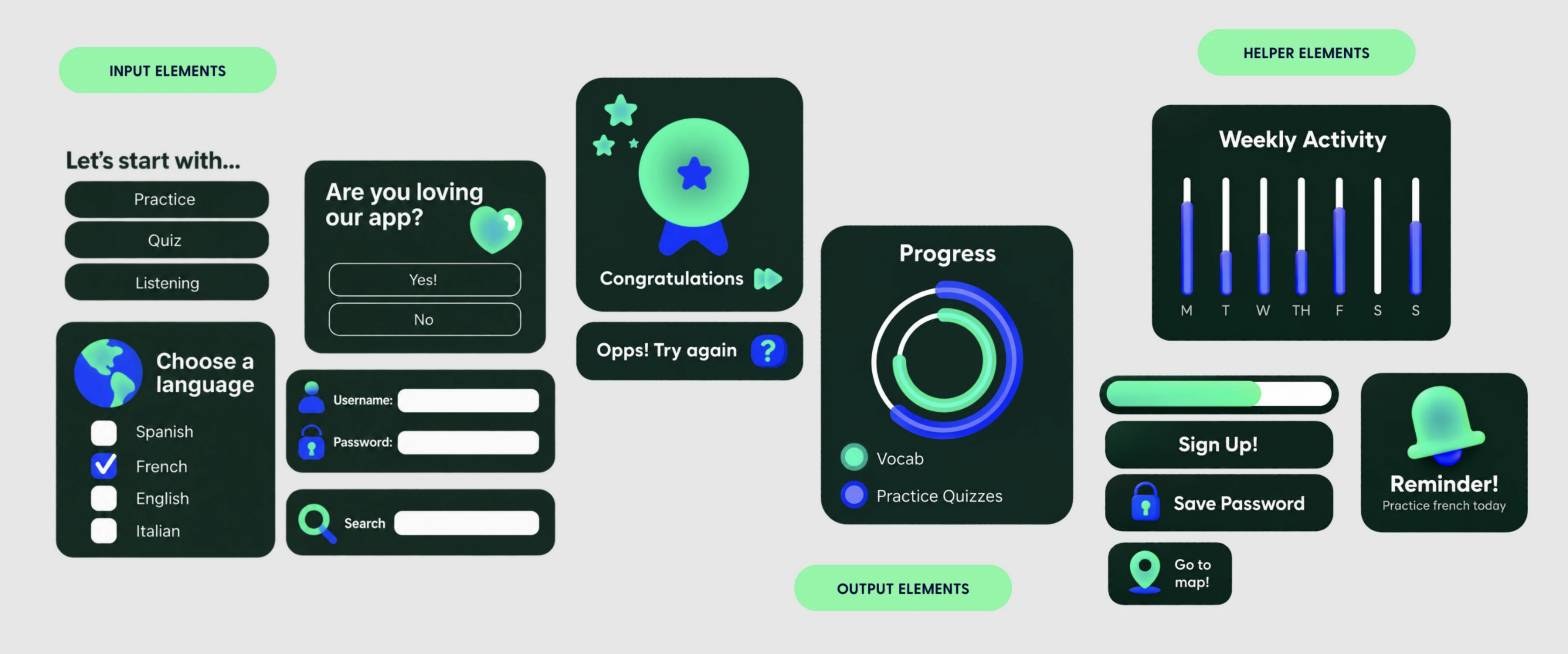 INPUT ELEMENTS
Let's start with...
Practice
Quiz
Listening
Choose a
language
Spanish
French
English
Italian
Are you loving
our app?
Yes!
No
Username:
Password:
Search
Congratulations
Opps! Try again
?
Progress
Vocab
Practice Quizzes
OUTPUT ELEMENTS
HELPER ELEMENTS
Weekly Activity
M T W TH F S S
Sign Up!
Save Password
Go to
map!
Reminder!
Practice french today